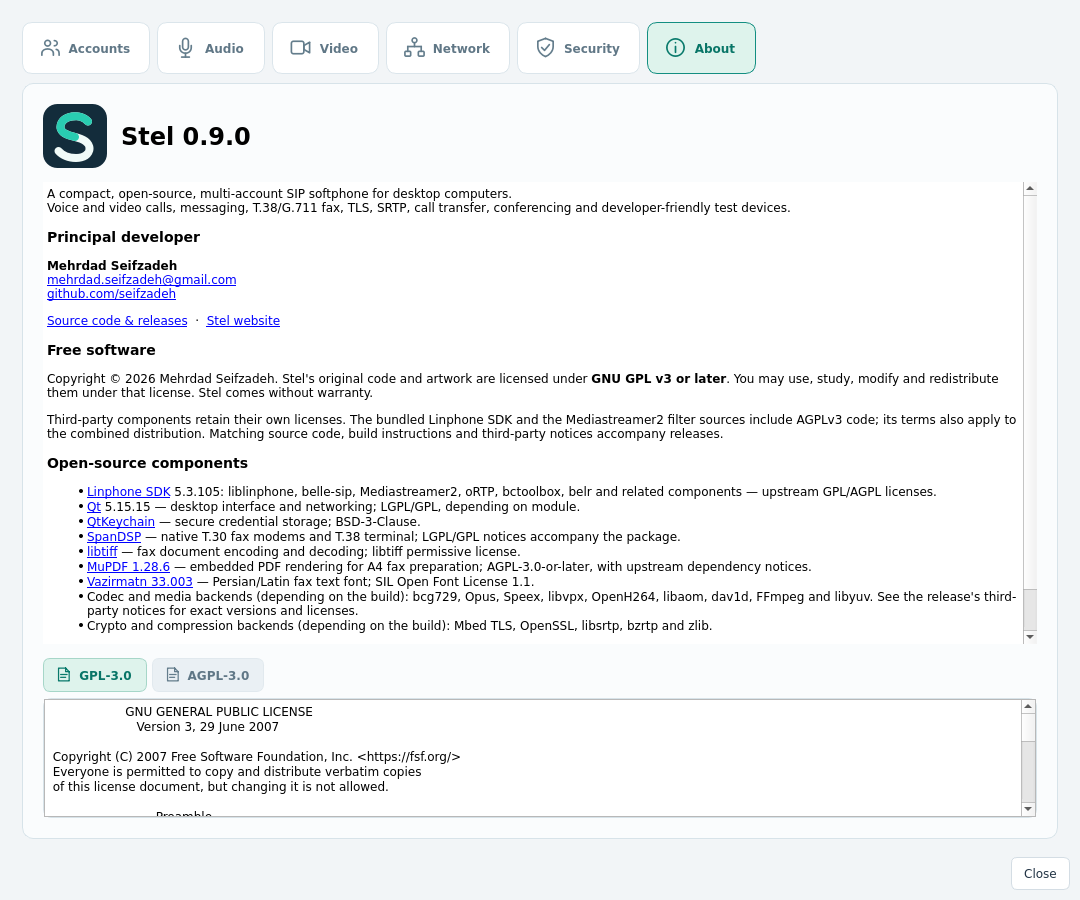 Accounts
Audio
Video
Network
Security
About
Stel 0.9.0
A compact, open-source, multi-account SIP softphone for desktop computers.
Voice and video calls, messaging, T.38/G.711 fax, TLS, SRTP, call transfer, conferencing and developer-friendly test devices.
Principal developer
Mehrdad Seifzadeh
mehrdad.seifzadeh@gmail.com
github.com/seifzadeh
Source code & releases · Stel website
Free software
Copyright © 2026 Mehrdad Seifzadeh. Stel's original code and artwork are licensed under GNU GPL v3 or later. You may use, study, modify and redistribute
them under that license. Stel comes without warranty.
Third-party components retain their own licenses. The bundled Linphone SDK and the Mediastreamer2 filter sources include AGPLv3 code; its terms also apply to
the combined distribution. Matching source code, build instructions and third-party notices accompany releases.
Open-source components
• Linphone SDK 5.3.105: liblinphone, belle-sip, Mediastreamer2, oRTP, bctoolbox, belr and related components — upstream GPL/AGPL licenses.
• Qt 5.15.15 — desktop interface and networking; LGPL/GPL, depending on module.
• QtKeychain — secure credential storage; BSD-3-Clause.
• SpanDSP — native T.30 fax modems and T.38 terminal; LGPL/GPL notices accompany the package.
• libtiff — fax document encoding and decoding; libtiff permissive license.
• MuPDF 1.28.6 — embedded PDF rendering for A4 fax preparation; AGPL-3.0-or-later, with upstream dependency notices.
• Vazirmatn 33.003 — Persian/Latin fax text font; SIL Open Font License 1.1.
• Codec and media backends (depending on the build): bcg729, Opus, Speex, libvpx, OpenH264, libaom, dav1d, FFmpeg and libyuv. See the release's third-
party notices for exact versions and licenses.
• Crypto and compression backends (depending on the build): Mbed TLS, OpenSSL, libsrtp, bzrtp and zlib.
GPL-3.0
AGPL-3.0
GNU GENERAL PUBLIC LICENSE
Version 3, 29 June 2007
Copyright (C) 2007 Free Software Foundation, Inc. <https://fsf.org/>
Everyone is permitted to copy and distribute verbatim copies
of this license document, but changing it is not allowed.
Preamble
Close